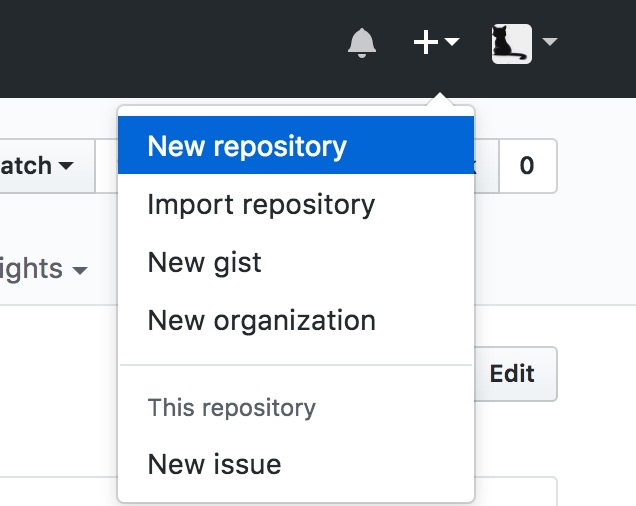 New repository
atch
0
Import repository
ights
New gist
New organization
Edit
This repository
New issue